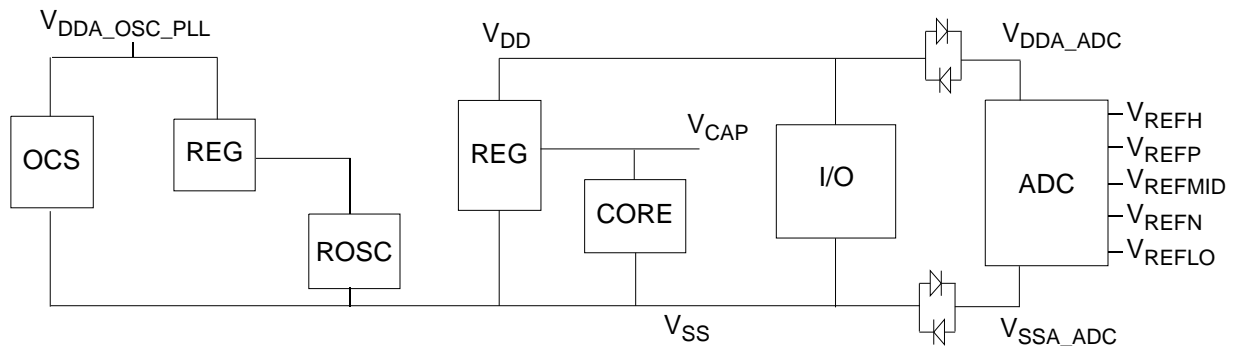 VDDA_OSC_PLL
VDD
VDDA_ADC
OCS
REG
REG
VCAP
I/O
ADC
VREFH
VREFP
VREFMID
VREFN
VREFLO
ROSC
CORE
VSS
VSSA_ADC